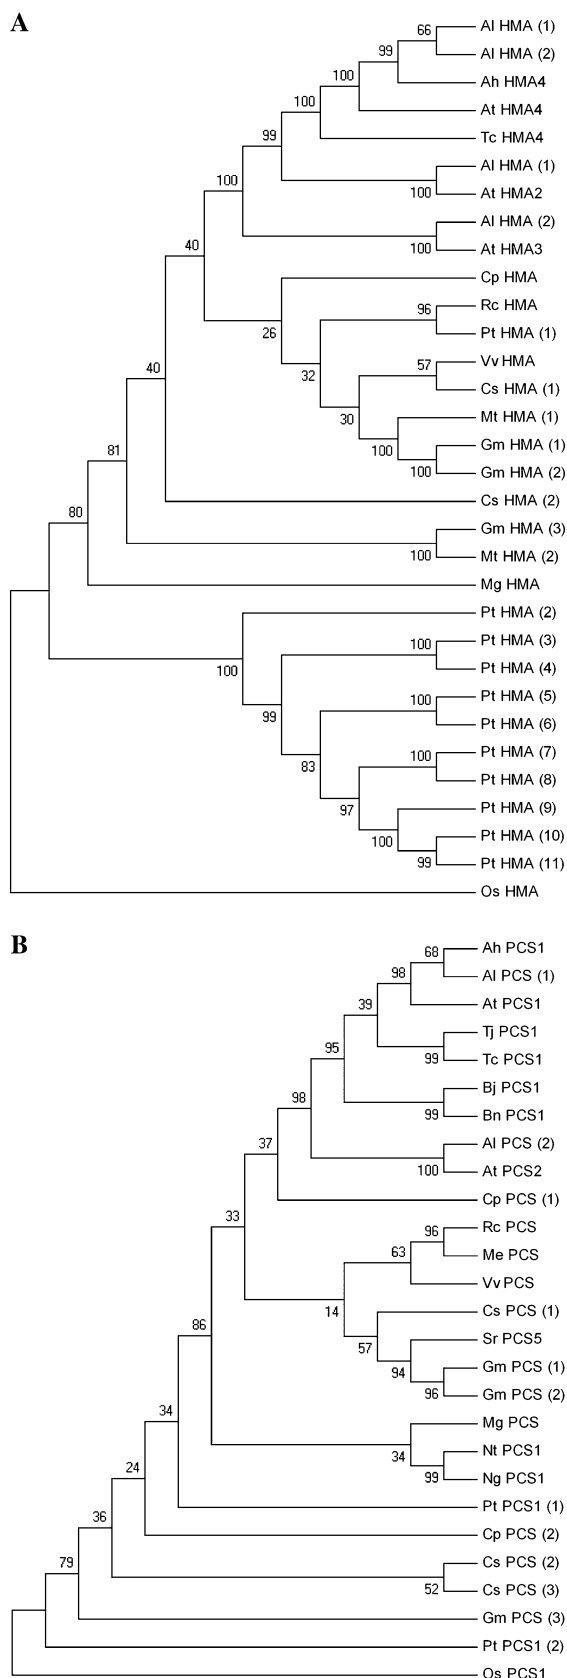 A
66
Al HMA (1)
Al HMA (2)
99
Ah HMA4
100
At HMA4
100
Tc HMA4
99
Al HMA (1)
100
At HMA2
100
Al HMA (2)
100
At HMA3
40
Cp HMA
26
96
Rc HMA
Pt HMA (1)
32
57
Vv HMA
Cs HMA (1)
30
Mt HMA (1)
100
Gm HMA (1)
100
Gm HMA (2)
40
Cs HMA (2)
81
Gm HMA (3)
100
Mt HMA (2)
80
Mg HMA
100
Pt HMA (2)
99
100
Pt HMA (3)
Pt HMA (4)
83
100
Pt HMA (5)
Pt HMA (6)
97
100
Pt HMA (7)
Pt HMA (8)
100
Pt HMA (9)
99
Pt HMA (10)
Pt HMA (11)
Os HMA
B
68
Ah PCS1
Al PCS (1)
98
At PCS1
39
Tj PCS1
99
Tc PCS1
95
Bj PCS1
99
Bn PCS1
98
Al PCS (2)
100
At PCS2
37
Cp PCS (1)
33
96
Rc PCS
Me PCS
63
Vv PCS
14
Cs PCS (1)
57
Sr PCS5
94
Gm PCS (1)
96
Gm PCS (2)
86
Mg PCS
34
Nt PCS1
99
Ng PCS1
34
Pt PCS1 (1)
24
Cp PCS (2)
36
Cs PCS (2)
52
Cs PCS (3)
79
Gm PCS (3)
Pt PCS1 (2)
Os PCS1